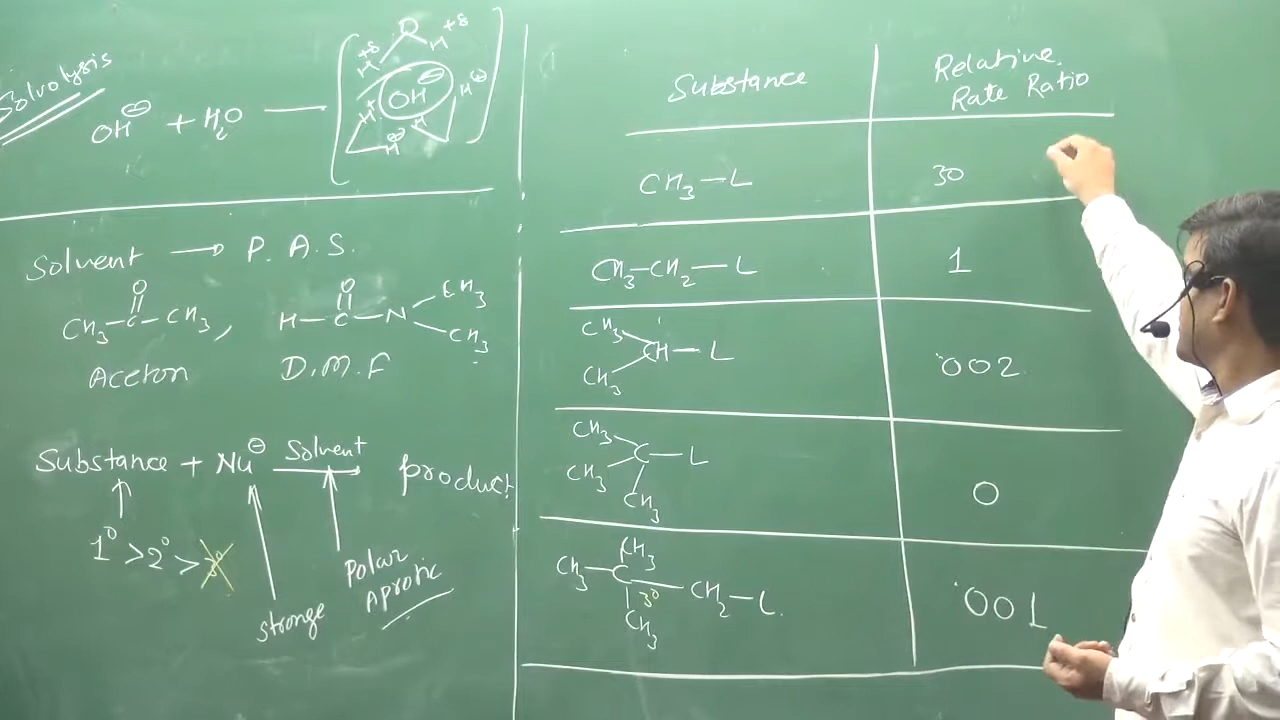 Solvolysis
OH⊖ + H₂O —— ( O +δ H +δ H OH⊖ H⊕ H H H⊕ )
Solvent → P. A. S.
CH₃–C(=O)–CH₃, H–C(=O)–N(CH₃)(CH₃)
Aceton D.M.F
Substance + Nu⊖ —Solvent→ product
1° > 2° > 3°
stronge
Polar
Aprotic
Substance | Relative Rate Ratio
CH₃–L | 30
CH₃–CH₂–L | 1
(CH₃)(CH₃)CH–L | ·002
(CH₃)(CH₃)(CH₃)C–L | 0
CH₃–C(CH₃)(CH₃)–CH₂–L 3° | ·001